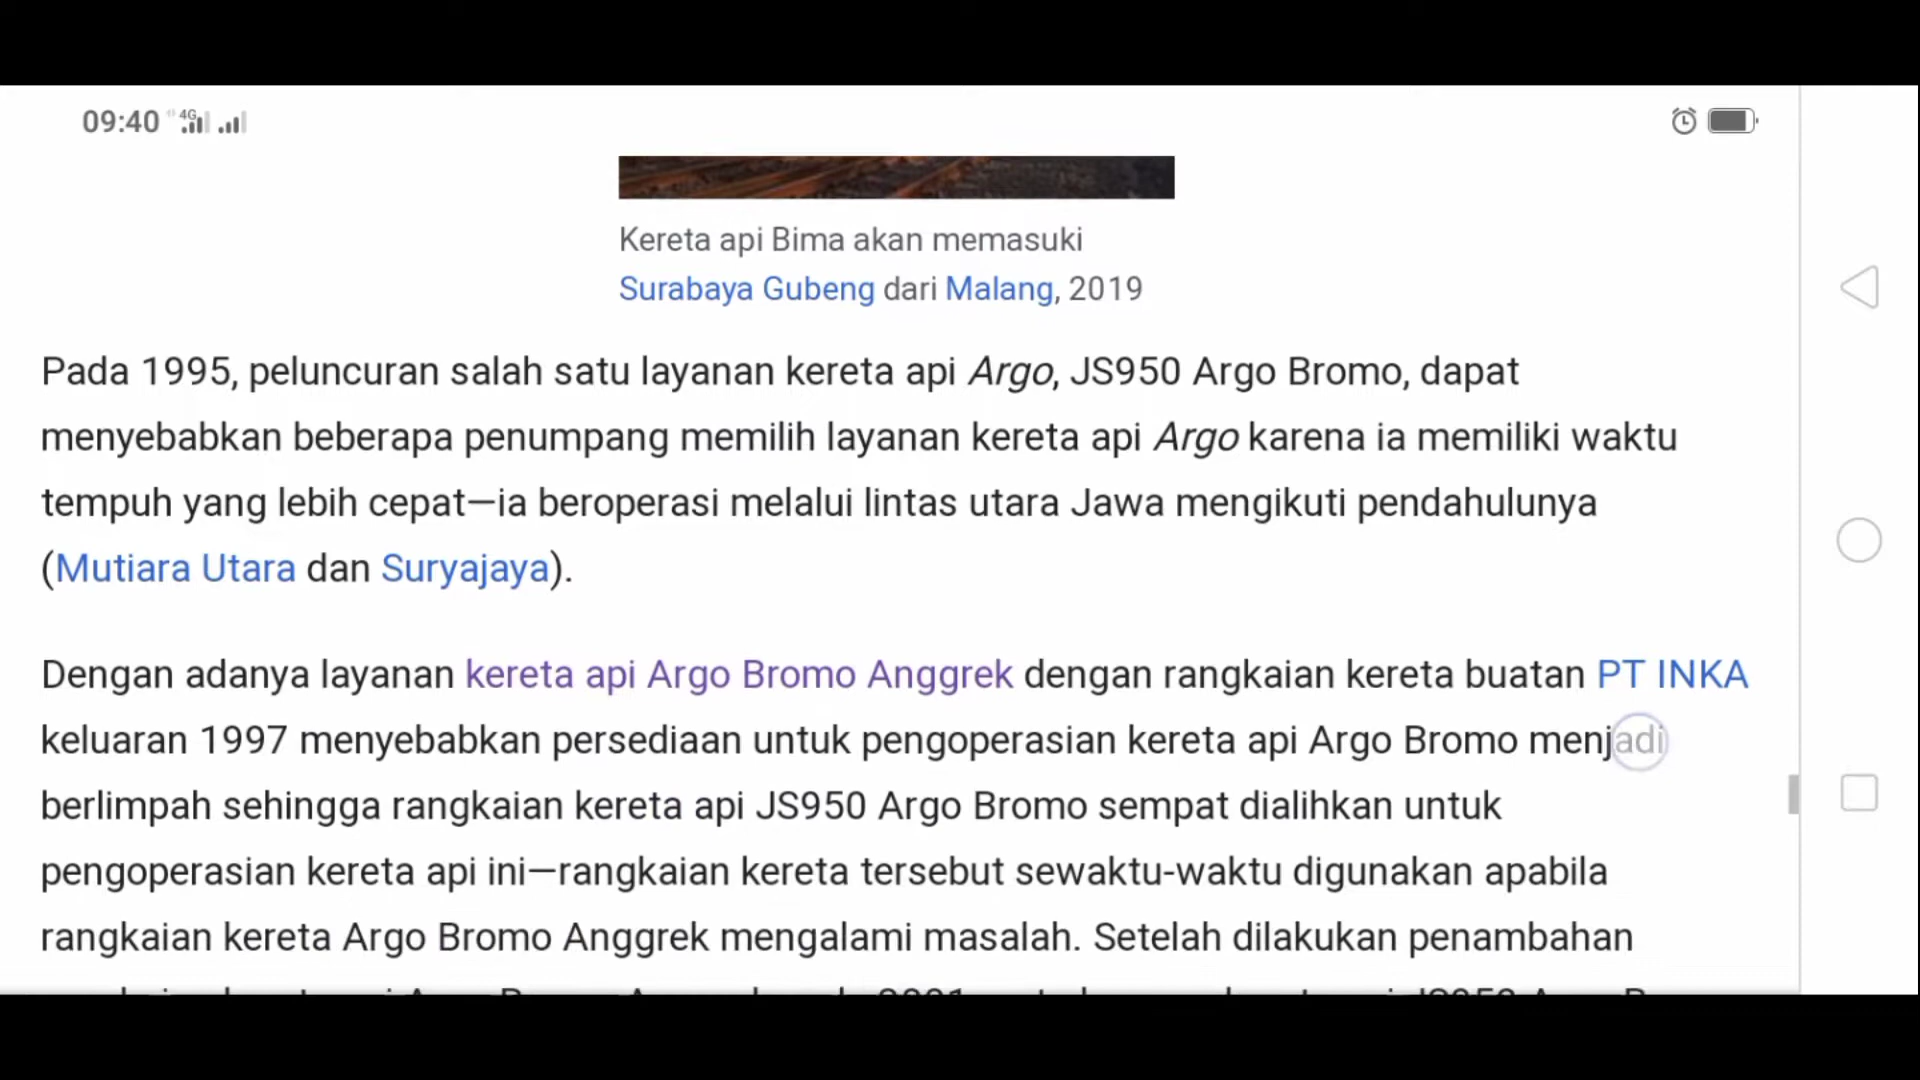 09:40 4G
Kereta api Bima akan memasuki
Surabaya Gubeng dari Malang, 2019
Pada 1995, peluncuran salah satu layanan kereta api Argo, JS950 Argo Bromo, dapat
menyebabkan beberapa penumpang memilih layanan kereta api Argo karena ia memiliki waktu
tempuh yang lebih cepat—ia beroperasi melalui lintas utara Jawa mengikuti pendahulunya
(Mutiara Utara dan Suryajaya).
Dengan adanya layanan kereta api Argo Bromo Anggrek dengan rangkaian kereta buatan PT INKA
keluaran 1997 menyebabkan persediaan untuk pengoperasian kereta api Argo Bromo menjadi
berlimpah sehingga rangkaian kereta api JS950 Argo Bromo sempat dialihkan untuk
pengoperasian kereta api ini—rangkaian kereta tersebut sewaktu-waktu digunakan apabila
rangkaian kereta Argo Bromo Anggrek mengalami masalah. Setelah dilakukan penambahan